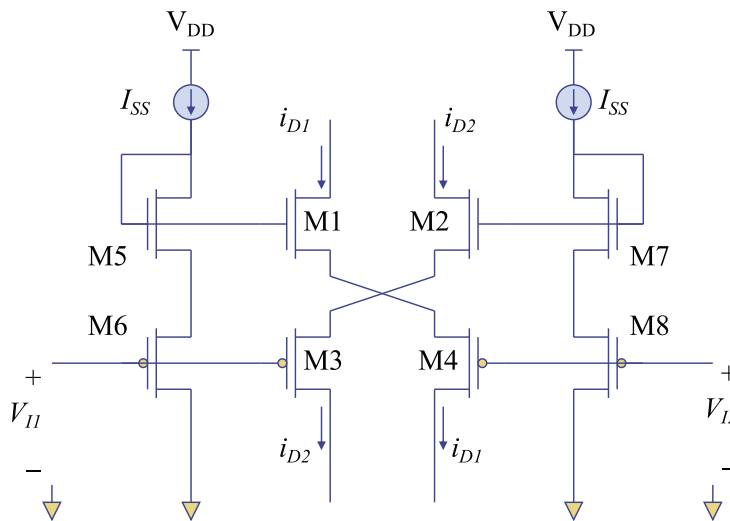 VDD
VDD
ISS
iD1
iD2
ISS
M5
M1
M2
M7
M6
M3
M4
M8
+
VI1
−
+
−
iD2
iD1